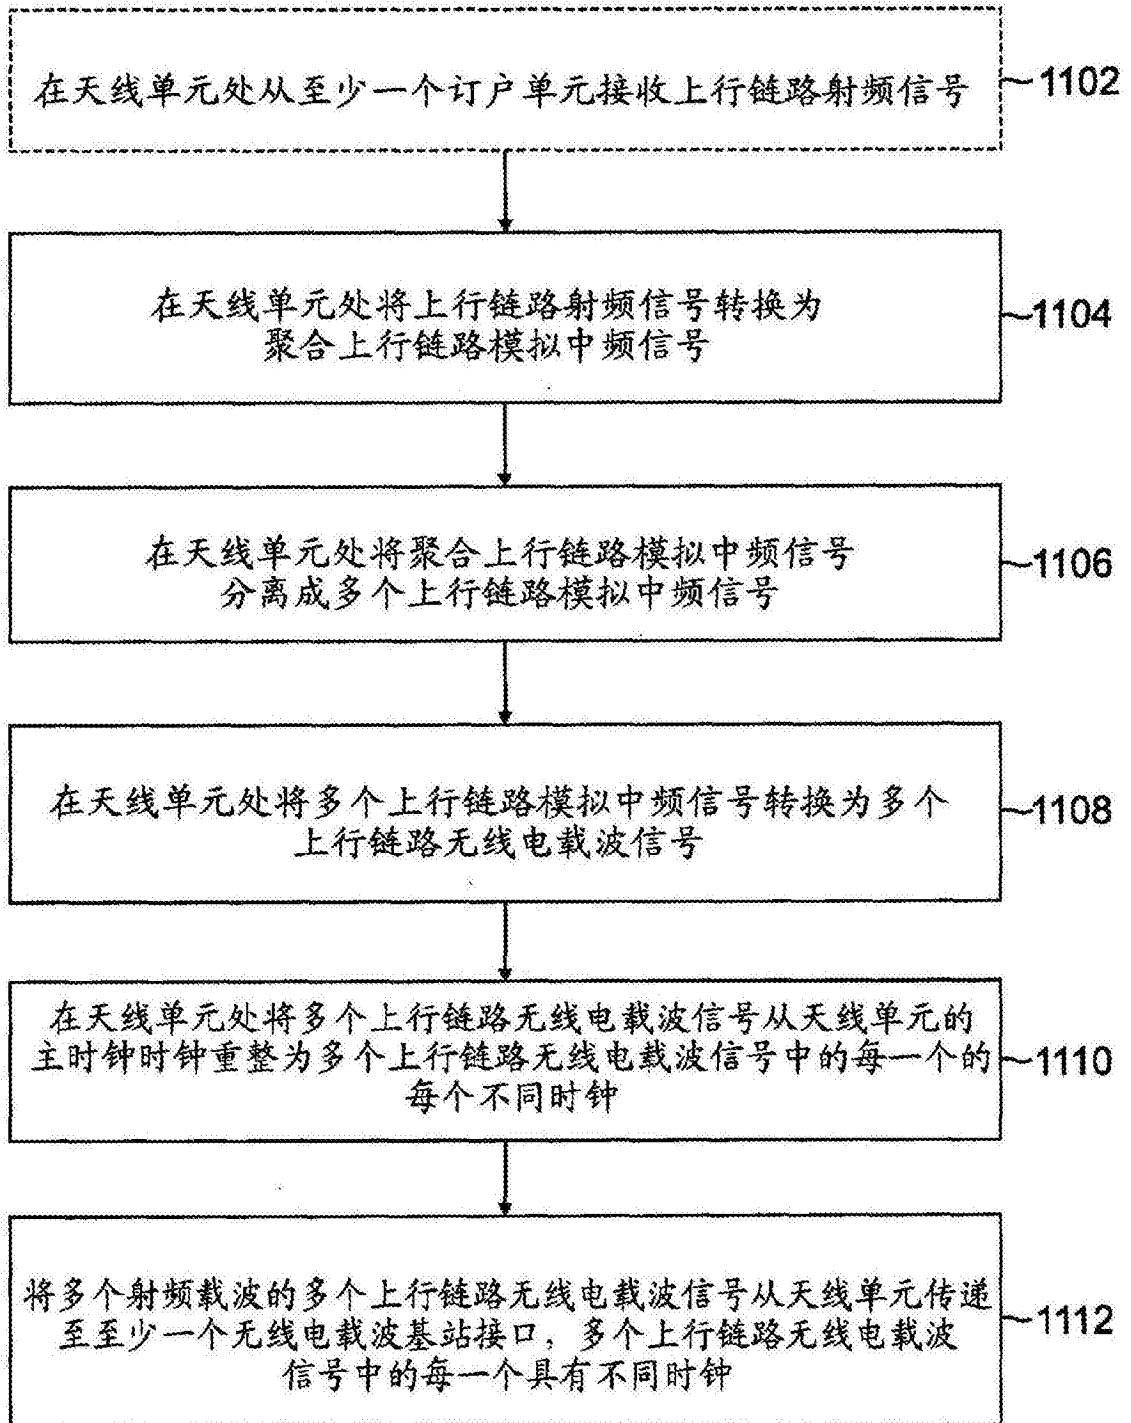 在天线单元处从至少一个订户单元接收上行链路射频信号
1102
在天线单元处将上行链路射频信号转换为
聚合上行链路模拟中频信号
1104
在天线单元处将聚合上行链路模拟中频信号
分离成多个上行链路模拟中频信号
1106
在天线单元处将多个上行链路模拟中频信号转换为多个
上行链路无线电载波信号
1108
在天线单元处将多个上行链路无线电载波信号从天线单元的
主时钟时钟重整为多个上行链路无线电载波信号中的每一个的
每个不同时钟
1110
将多个射频载波的多个上行链路无线电载波信号从天线单元传递
至至少一个无线电载波基站接口，多个上行链路无线电载波
信号中的每一个具有不同时钟
1112